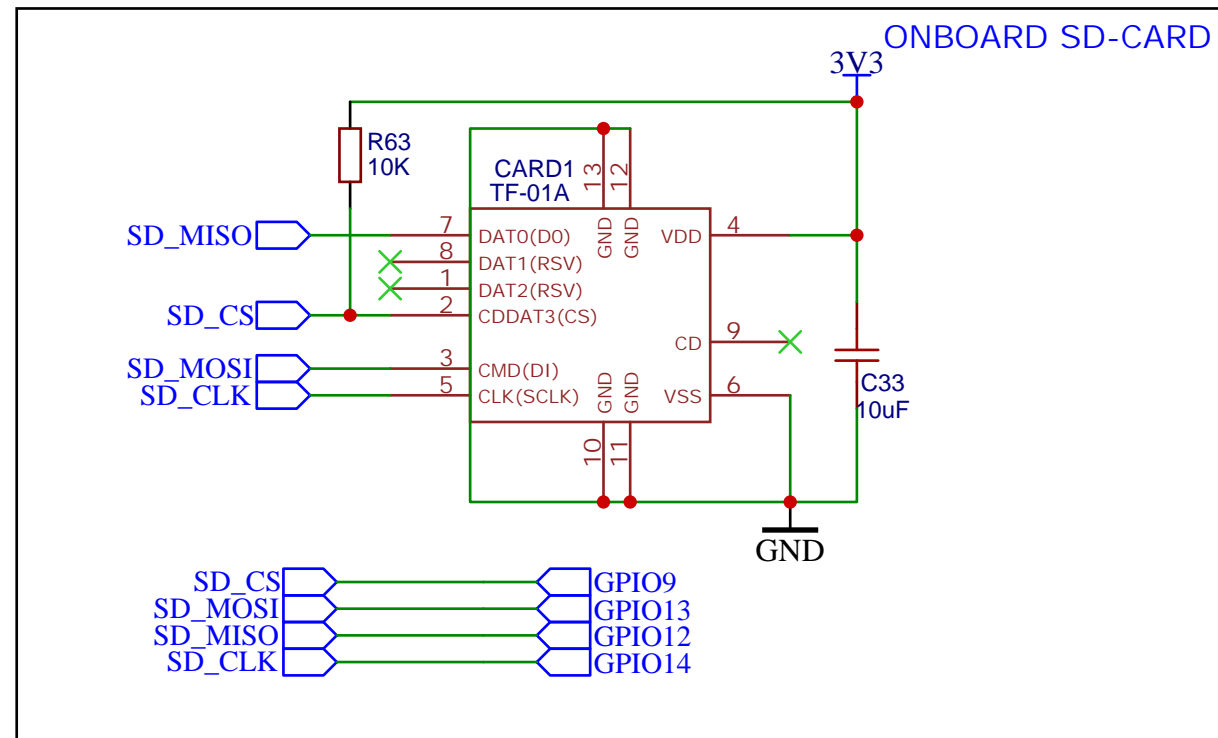 ONBOARD SD-CARD
3V3
R63
10K
CARD1
TF-01A
13
12
GND
GND
SD_MISO
7
DAT0(D0)
VDD
4
8
DAT1(RSV)
1
DAT2(RSV)
SD_CS
2
CDDAT3(CS)
CD
9
SD_MOSI
3
CMD(DI)
SD_CLK
5
CLK(SCLK)
GND
GND
VSS
6
C33
10uF
10
11
GND
SD_CS
GPIO9
SD_MOSI
GPIO13
SD_MISO
GPIO12
SD_CLK
GPIO14